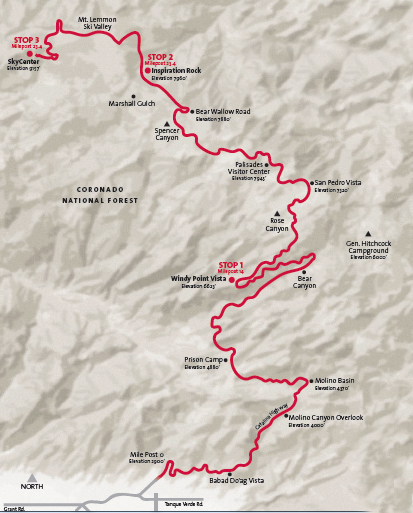 Mt. Lemmon
Ski Valley
STOP 3
Milepost 25.4
SkyCenter
Elevation 9157'
STOP 2
Milepost 23.4
Inspiration Rock
Elevation 7960'
Marshall Gulch
Bear Wallow Road
Elevation 7880'
Spencer
Canyon
Palisades
Visitor Center
Elevation 7945'
San Pedro Vista
Elevation 7320'
CORONADO
NATIONAL FOREST
Rose
Canyon
Gen. Hitchcock
Campground
Elevation 6000'
STOP 1
Milepost 14
Windy Point Vista
Elevation 6625'
Bear
Canyon
Prison Camp
Elevation 4880'
Molino Basin
Elevation 4370'
Catalina Highway
Molino Canyon Overlook
Elevation 4000'
Mile Post 0
Elevation 2900'
Babad Do'ag Vista
NORTH
Tanque Verde Rd.
Grant Rd.